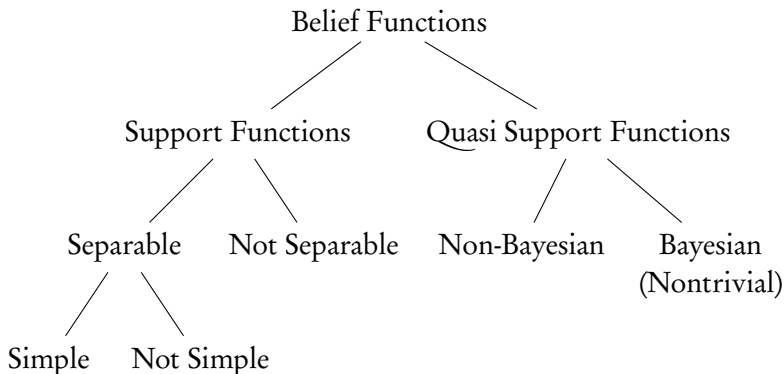 Belief Functions
Support Functions Quasi Support Functions
Separable Not Separable Non-Bayesian Bayesian
(Nontrivial)
Simple Not Simple